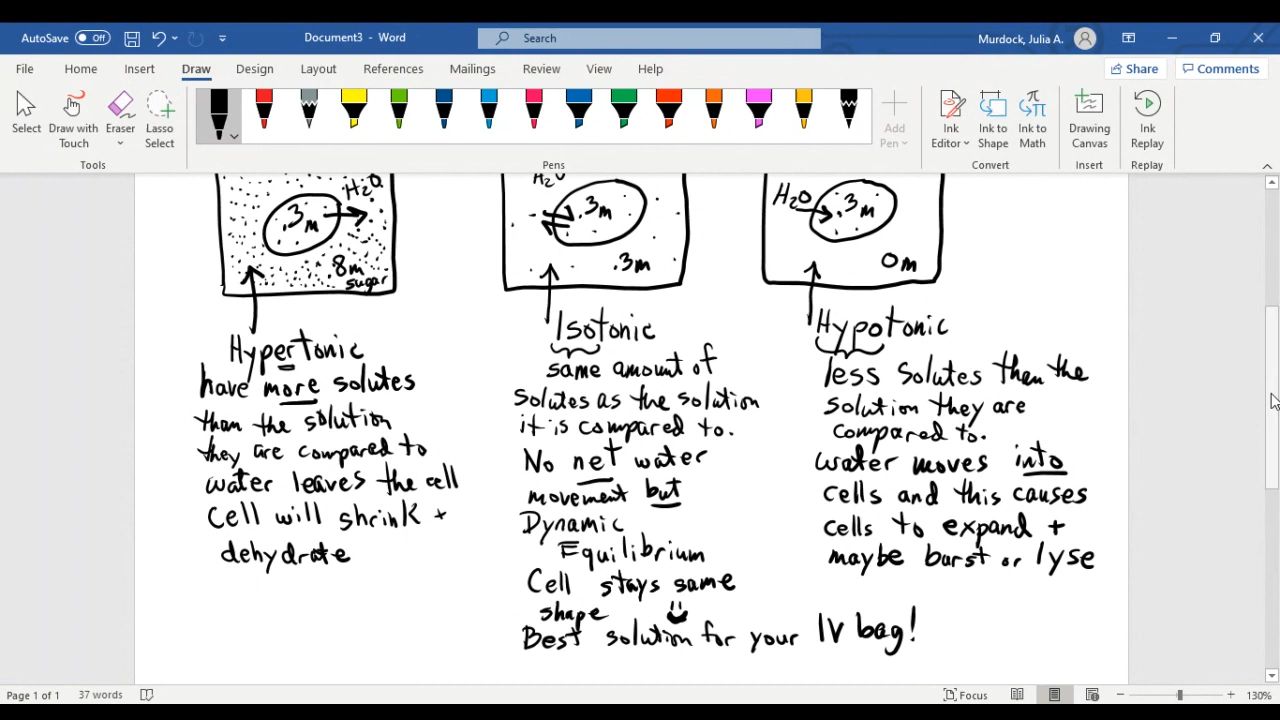 AutoSave Off
Document3 - Word
Search
Murdock, Julia A.
File Home Insert Draw Design Layout References Mailings Review View Help
Share Comments
Select
Draw with Touch
Eraser
Lasso Select
Add Pen
Ink Editor
Ink to Shape
Ink to Math
Drawing Canvas
Ink Replay
Tools
Pens
Convert
Insert
Replay
H₂O
.3m
8m
sugar
Hypertonic
have more solutes
than the solution
they are compared to
water leaves the cell
Cell will shrink +
dehydrate
H₂O
.3m
.3m
Isotonic
same amount of
solutes as the solution
it is compared to.
No net water
movement but
Dynamic
Equilibrium
Cell stays same
shape
Best solution for your IV bag!
H₂O
.3m
0m
Hypotonic
less solutes than the
solution they are
compared to.
water moves into
cells and this causes
cells to expand +
maybe burst or lyse
Page 1 of 1
37 words
Focus
130%